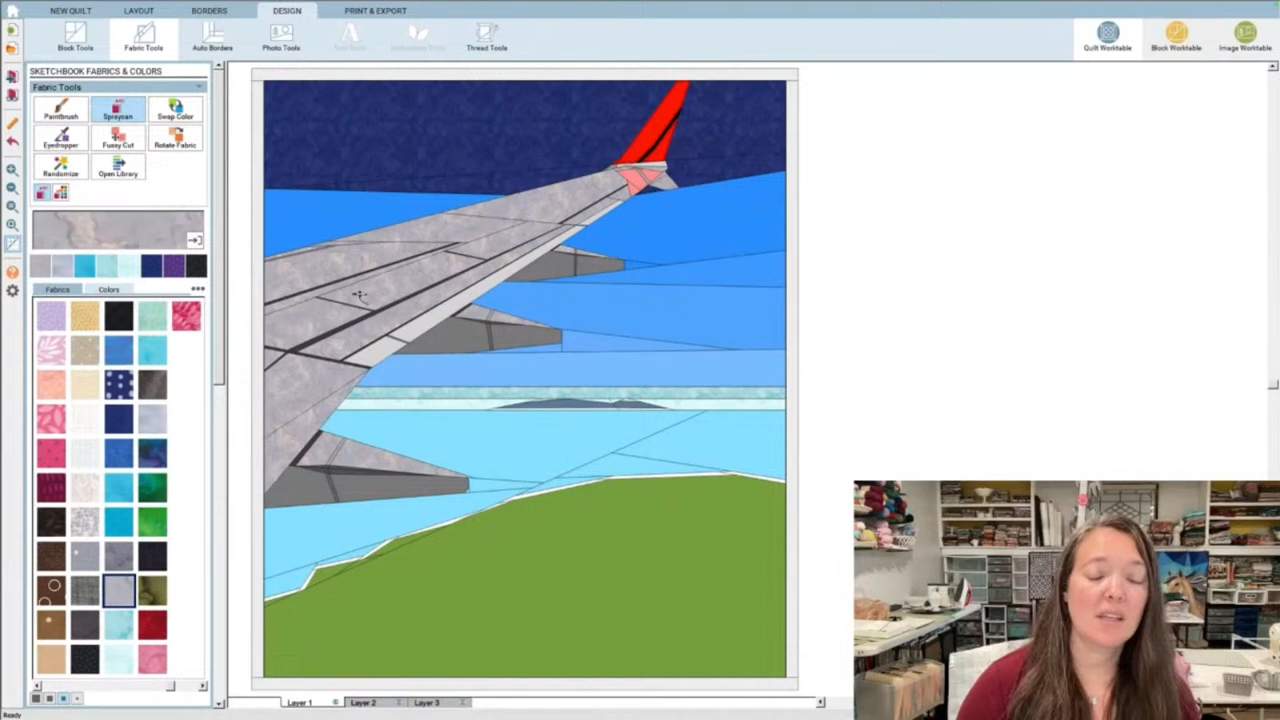 NEW QUILT LAYOUT BORDERS DESIGN PRINT & EXPORT
Block Tools Fabric Tools Auto Borders Photo Tools Thread Tools Quilt Worktable Block Worktable Image Worktable
SKETCHBOOK FABRICS & COLORS
Fabric Tools
Paintbrush Spraycan Swap Color
Eyedropper Fussy Cut Rotate Fabric
Randomize Open Library
Fabrics Colors
Layer 1 Layer 2 Layer 3
Ready